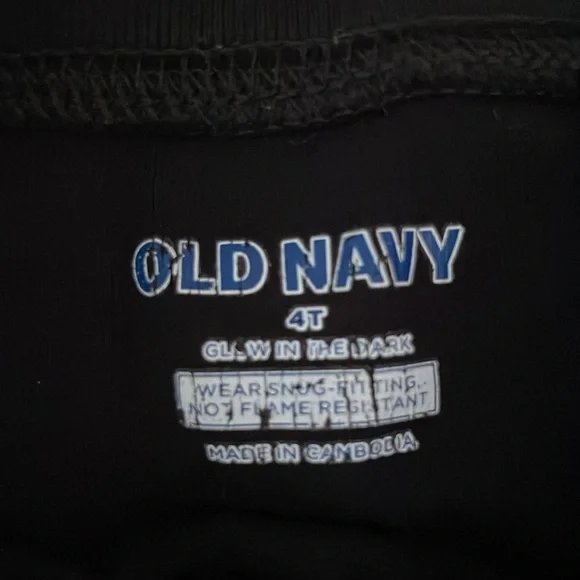 OLD NAVY
4T
GLOW IN THE DARK
WEAR SNUG-FITTING,
NOT FLAME RESISTANT
MADE IN CAMBODIA